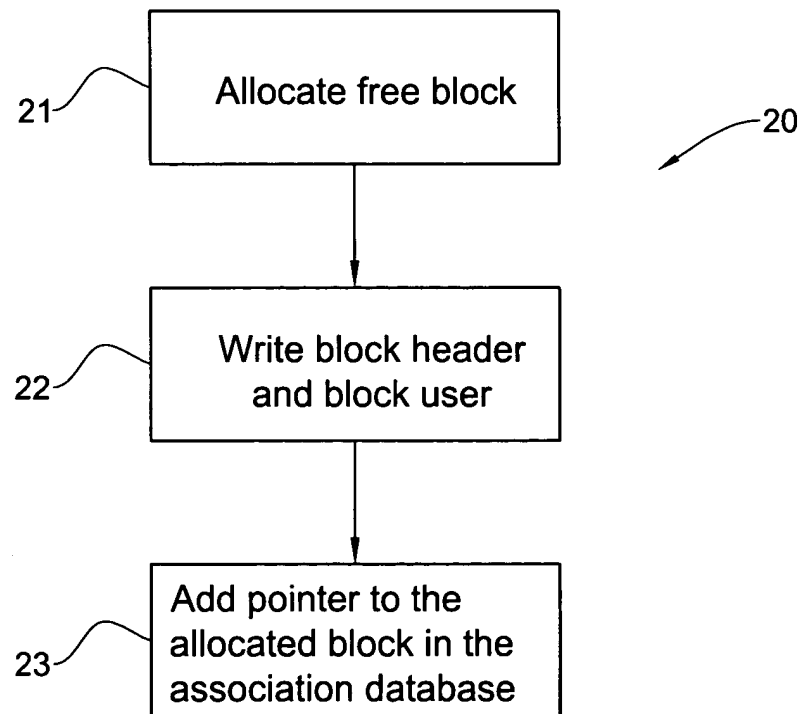 Allocate free block
21
20
Write block header
and block user
22
Add pointer to the
allocated block in the
association database
23